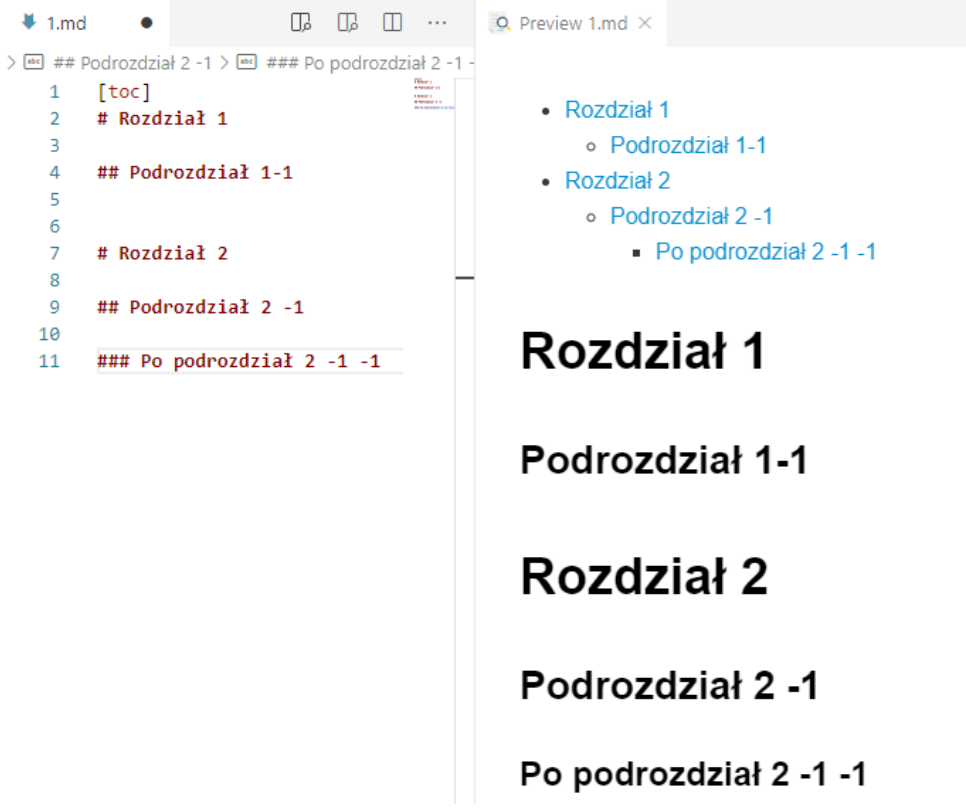 1.md
Preview 1.md
## Podrozdział 2 -1 > ### Po podrozdział 2 -1 -
1 [toc]
2 # Rozdział 1
3
4 ## Podrozdział 1-1
5
6
7 # Rozdział 2
8
9 ## Podrozdział 2 -1
10
11 ### Po podrozdział 2 -1 -1
Rozdział 1
Podrozdział 1-1
Rozdział 2
Podrozdział 2 -1
Po podrozdział 2 -1 -1
Rozdział 1
Podrozdział 1-1
Rozdział 2
Podrozdział 2 -1
Po podrozdział 2 -1 -1